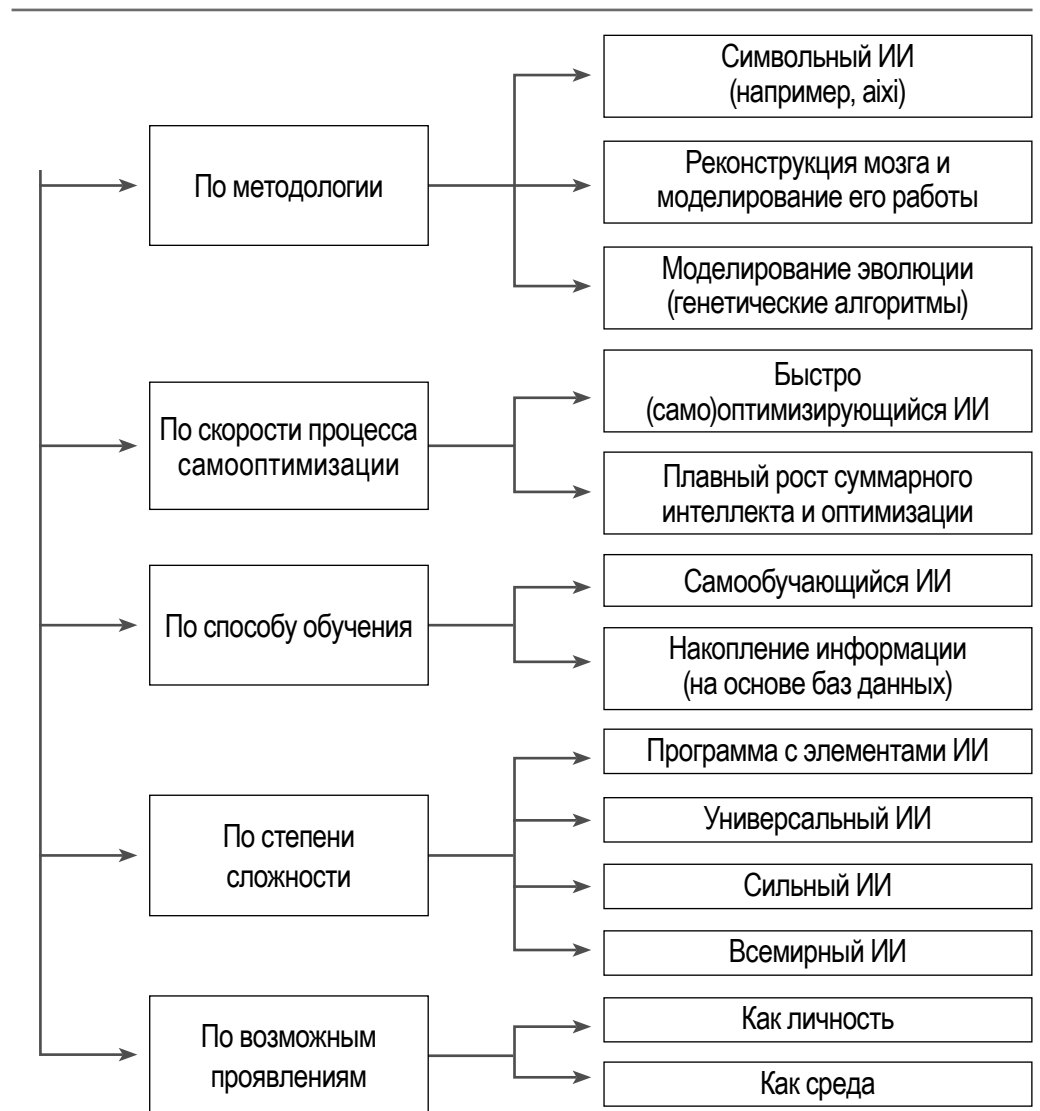 Символьный ИИ
(например, aixi)
По методологии
Реконструкция мозга и
моделирование его работы
Моделирование эволюции
(генетические алгоритмы)
По скорости процесса
самооптимизации
Быстро
(само)оптимизирующийся ИИ
Плавный рост суммарного
интеллекта и оптимизации
По способу обучения
Самообучающийся ИИ
Накопление информации
(на основе баз данных)
По степени
сложности
Программа с элементами ИИ
Универсальный ИИ
Сильный ИИ
Всемирный ИИ
По возможным
проявлениям
Как личность
Как среда